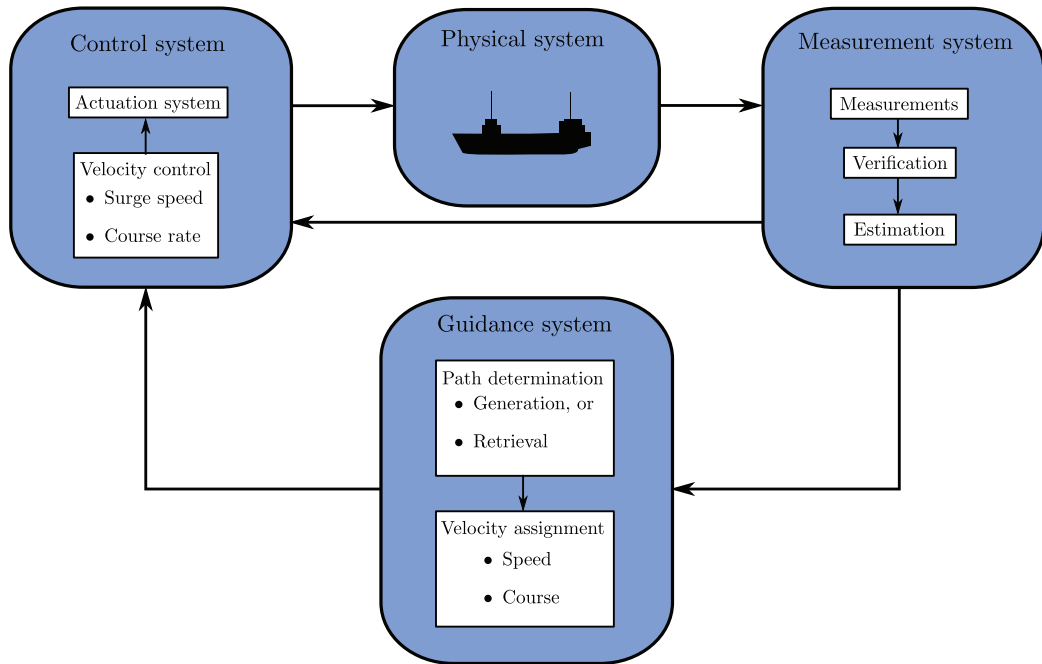 Control system
Actuation system
Velocity control
• Surge speed
• Course rate
Physical system
Measurement system
Measurements
Verification
Estimation
Guidance system
Path determination
• Generation, or
• Retrieval
Velocity assignment
• Speed
• Course